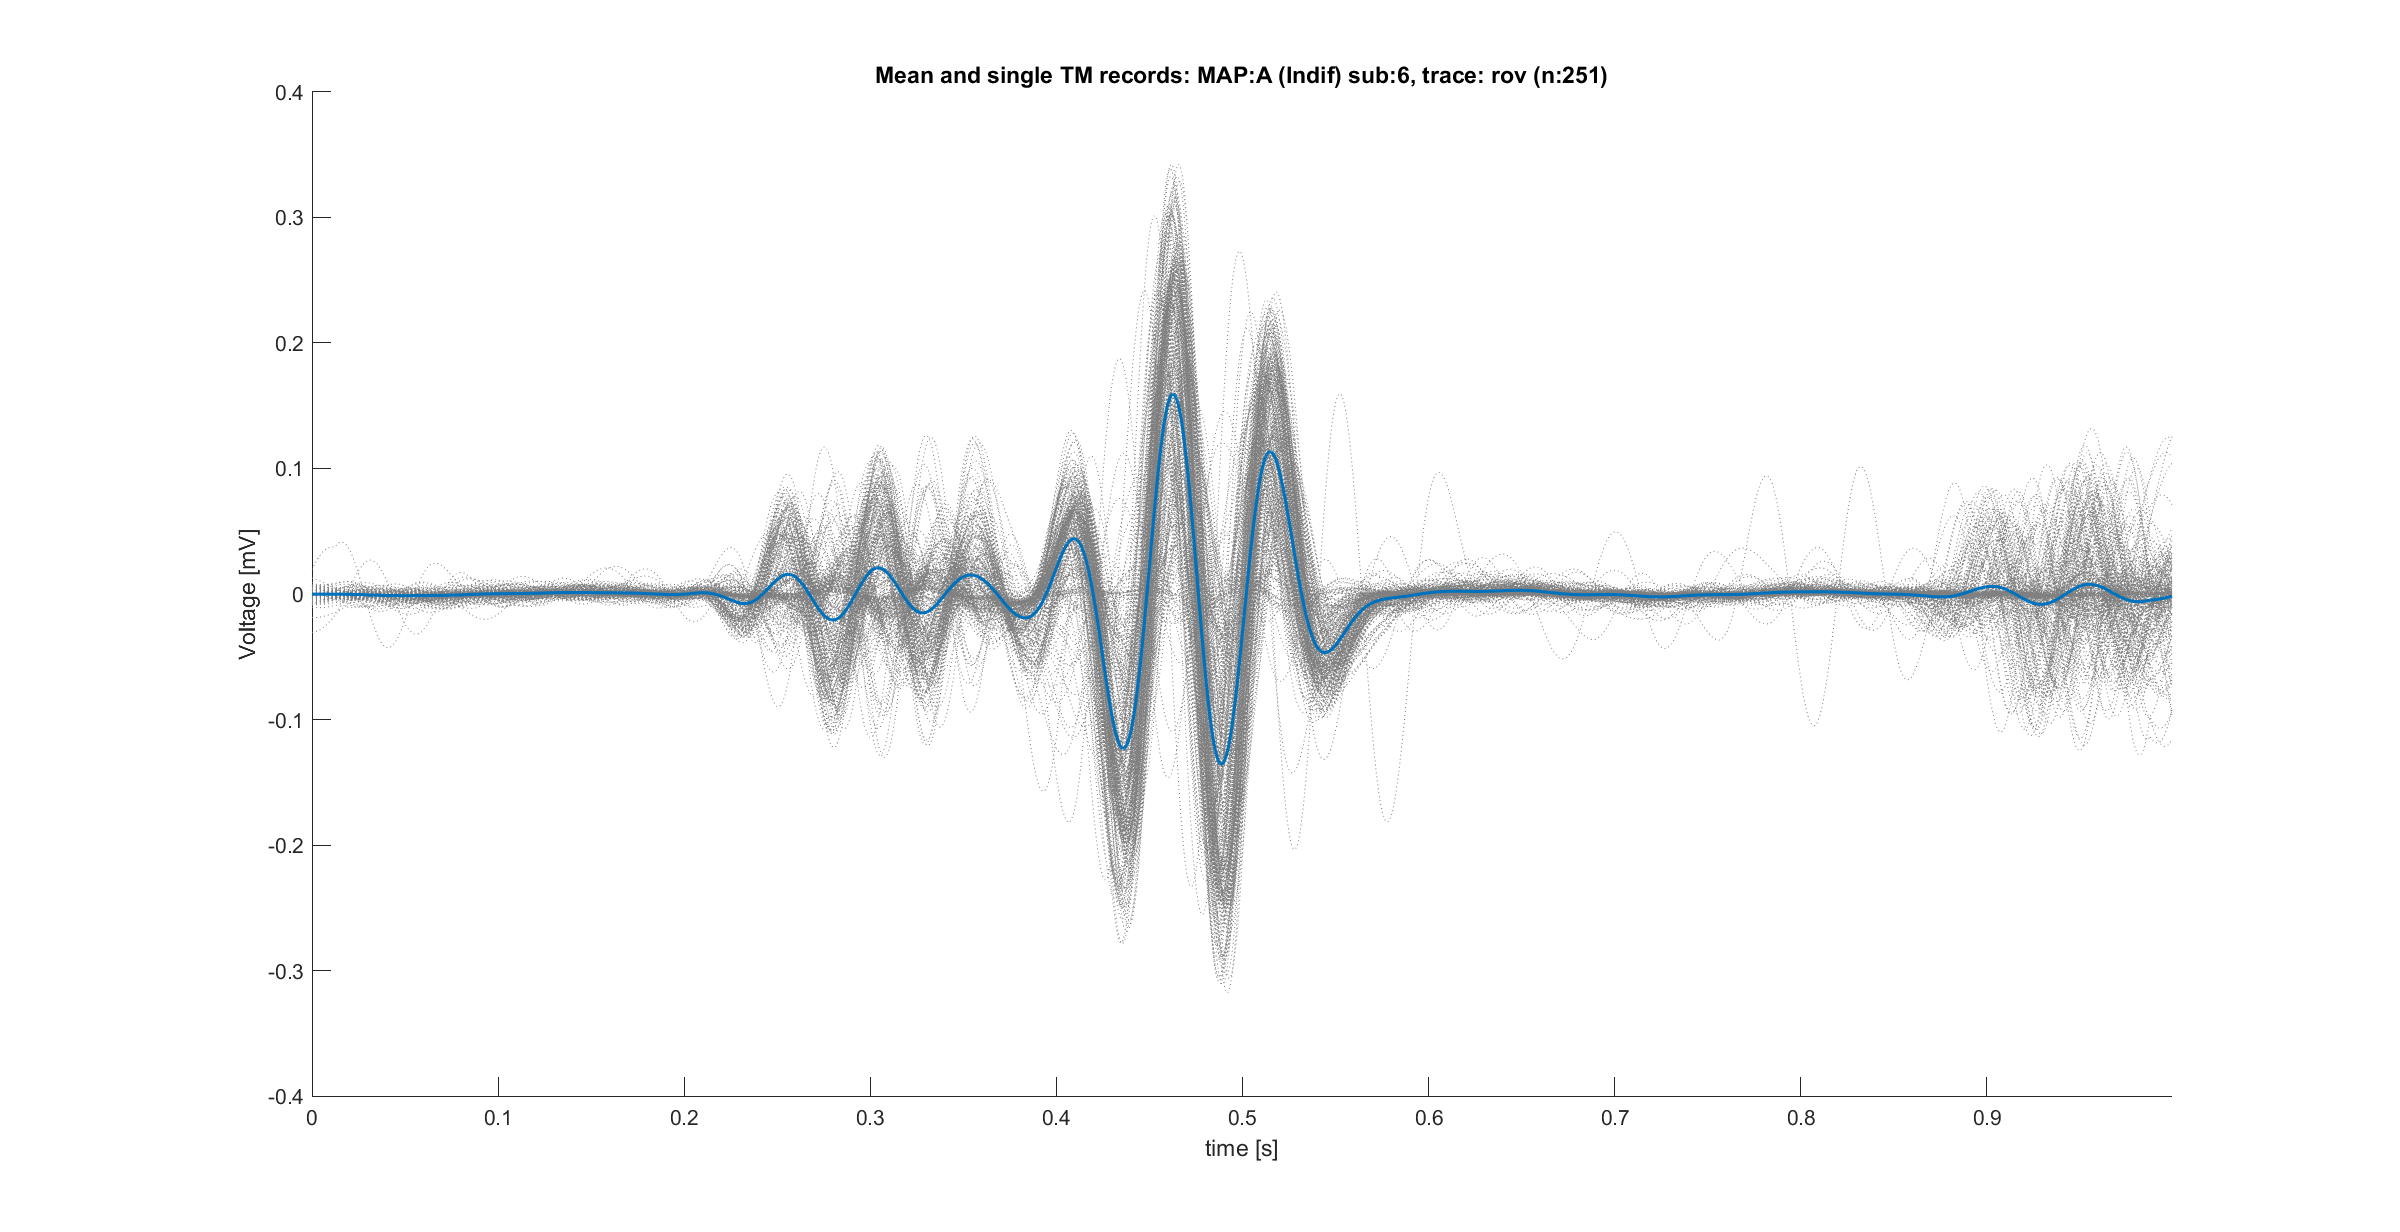 Mean and single TM records: MAP:A (Indif) sub:6, trace: rov (n:251)
0.4
0.3
0.2
0.1
0
-0.1
-0.2
-0.3
-0.4
Voltage [mV]
0 0.1 0.2 0.3 0.4 0.5 0.6 0.7 0.8 0.9
time [s]